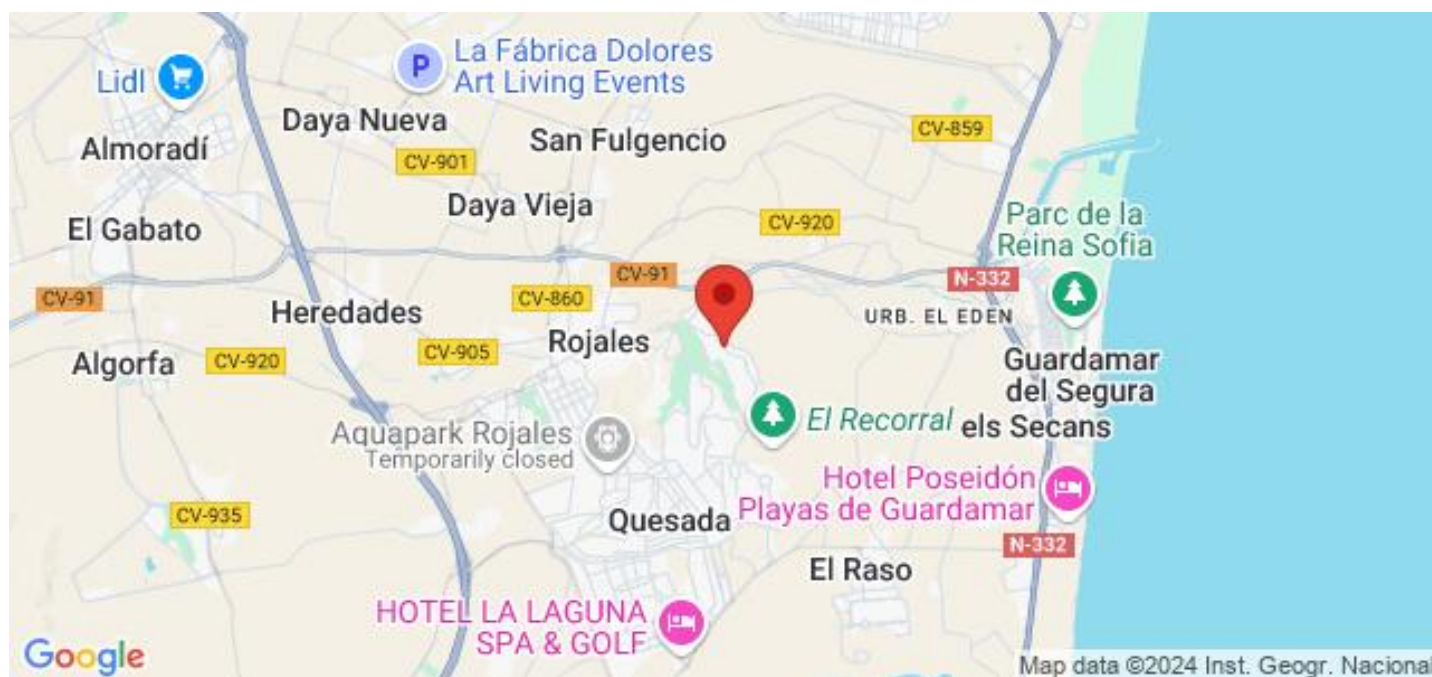 La Fábrica Dolores
Art Living Events
P
Lidl
Daya Nueva
San Fulgencio
CV-859
Almoradí
CV-901
Daya Vieja
CV-920
El Gabato
Parc de la
Reina Sofia
CV-91
N-332
CV-91
CV-860
Heredades
URB. EL EDEN
Rojales
CV-905
CV-920
Algorfa
Guardamar
del Segura
El Recorral
els Secans
Aquapark Rojales
Temporarily closed
Hotel Poseidón
Playas de Guardamar
CV-935
Quesada
N-332
El Raso
HOTEL LA LAGUNA
SPA & GOLF
Google
Map data ©2024 Inst. Geogr. Nacional